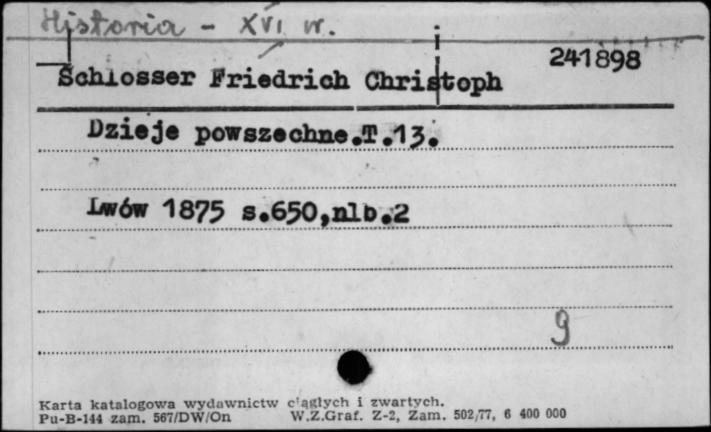 Historia - XVI w.
241898
Schlosser Friedrich Christoph
Dzieje powszechne.T.13.
Lwów 1875 s.650,nlb.2
9
Karta katalogowa wydawnictw ciągłych i zwartych.
Pu-B-144 zam. 567/DW/On W.Z.Graf. Z-2, Zam. 502/77, 6 400 000